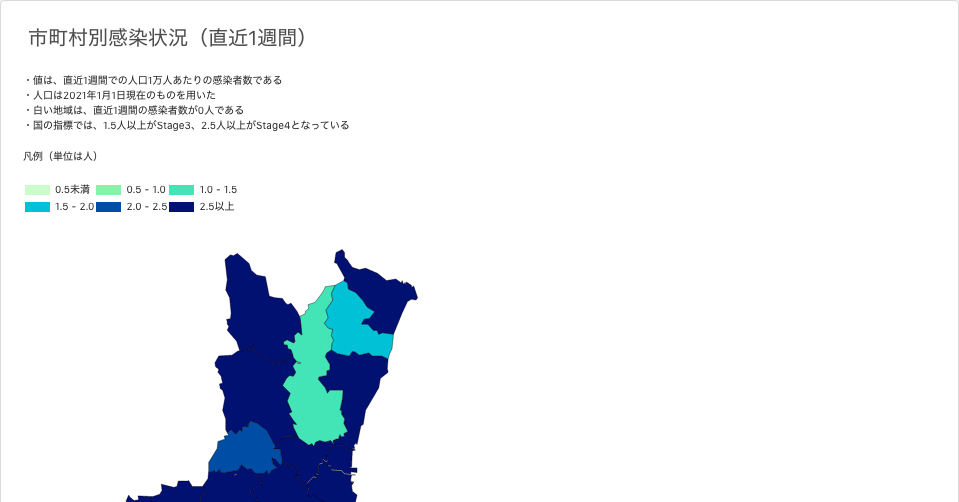 市町村別感染状況（直近1週間）
・値は、直近1週間での人口1万人あたりの感染者数である
・人口は2021年1月1日現在のものを用いた
・白い地域は、直近1週間の感染者数が0人である
・国の指標では、1.5人以上がStage3、2.5人以上がStage4となっている
凡例（単位は人）
0.5未満 0.5 - 1.0 1.0 - 1.5
1.5 - 2.0 2.0 - 2.5 2.5以上